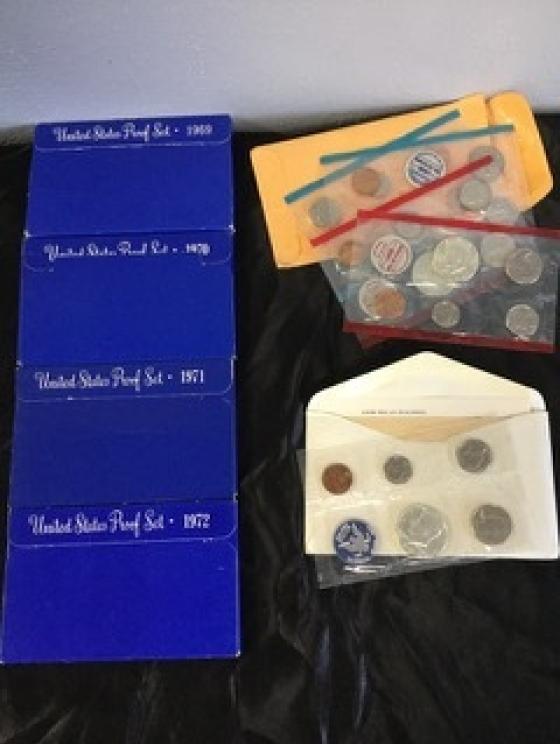 United States Proof Set • 1969
United States Proof Set • 1970
United States Proof Set • 1971
United States Proof Set • 1972